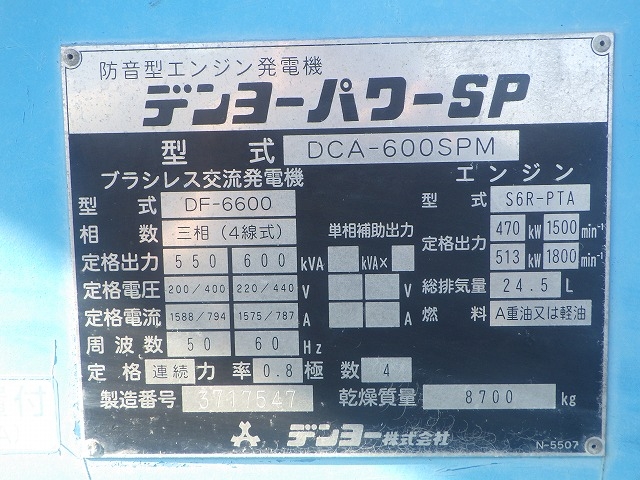 防音型エンジン発電機
デンヨーパワーSP
型式 DCA-600SPM
ブラシレス交流発電機
型式 DF-6600
相数 三相(4線式)
定格出力 550 600 kVA
定格電圧 200/400 220/440 V
定格電流 1588/794 1575/787 A
周波数 50 60 Hz
定格 連続 力率 0.8 極数 4
製造番号 3717547
単相補助出力
kVA×
V
A
エンジン
型式 S6R-PTA
定格出力 470 kW 1500 min⁻¹
513 kW 1800 min⁻¹
総排気量 24.5 L
燃料 A重油又は軽油
乾燥質量 8700 kg
デンヨー株式会社
N-5507